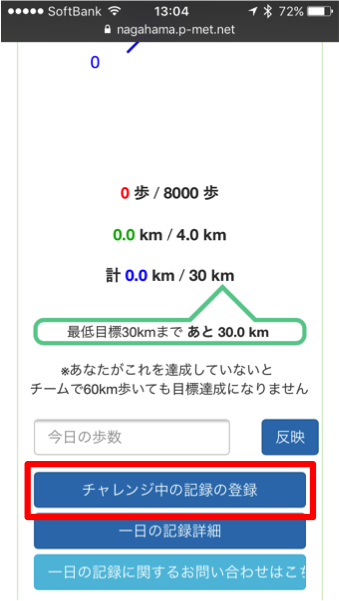 SoftBank 13:04 72%
nagahama.p-met.net
0
0 歩 / 8000 歩
0.0 km / 4.0 km
計 0.0 km / 30 km
最低目標30kmまで あと 30.0 km
※あなたがこれを達成していないと
チームで60km歩いても目標達成になりません
今日の歩数 反映
チャレンジ中の記録の登録
一日の記録詳細
一日の記録に関するお問い合わせはこ